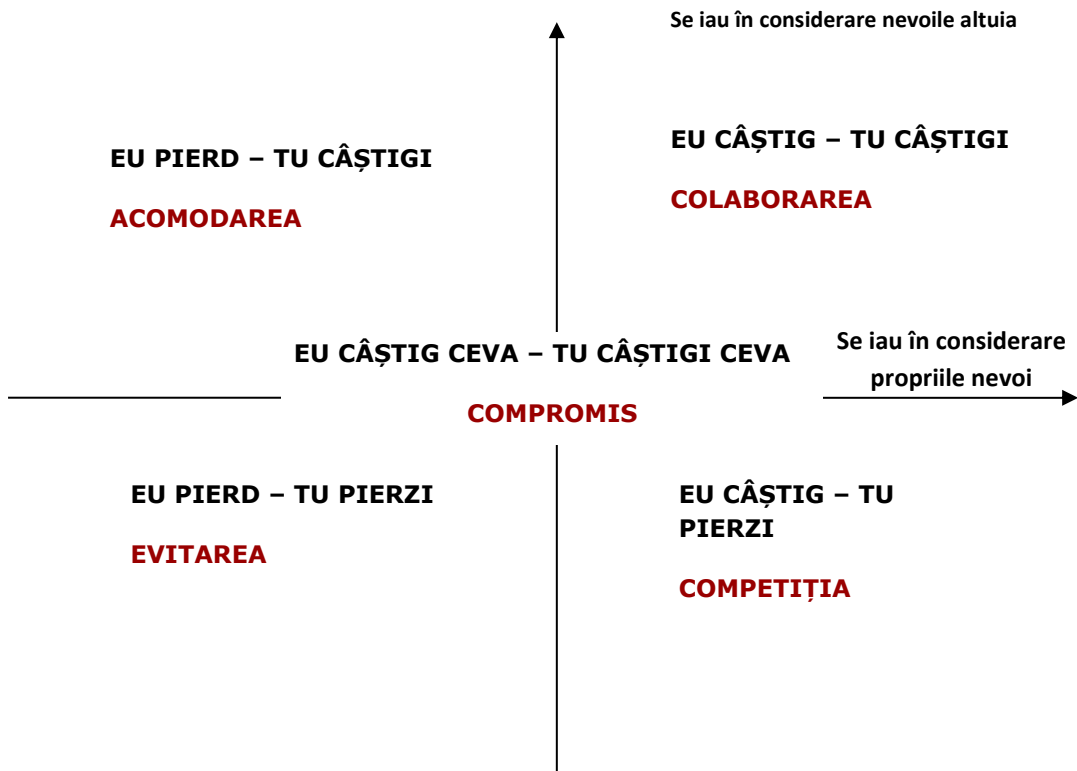 Se iau în considerare nevoile altuia
EU PIERD – TU CÂȘTIGI
ACOMODAREA
EU CÂȘTIG – TU CÂȘTIGI
COLABORAREA
EU CÂȘTIG CEVA – TU CÂȘTIGI CEVA
COMPROMIS
Se iau în considerare
propriile nevoi
EU PIERD – TU PIERZI
EVITAREA
EU CÂȘTIG – TU
PIERZI
COMPETIȚIA